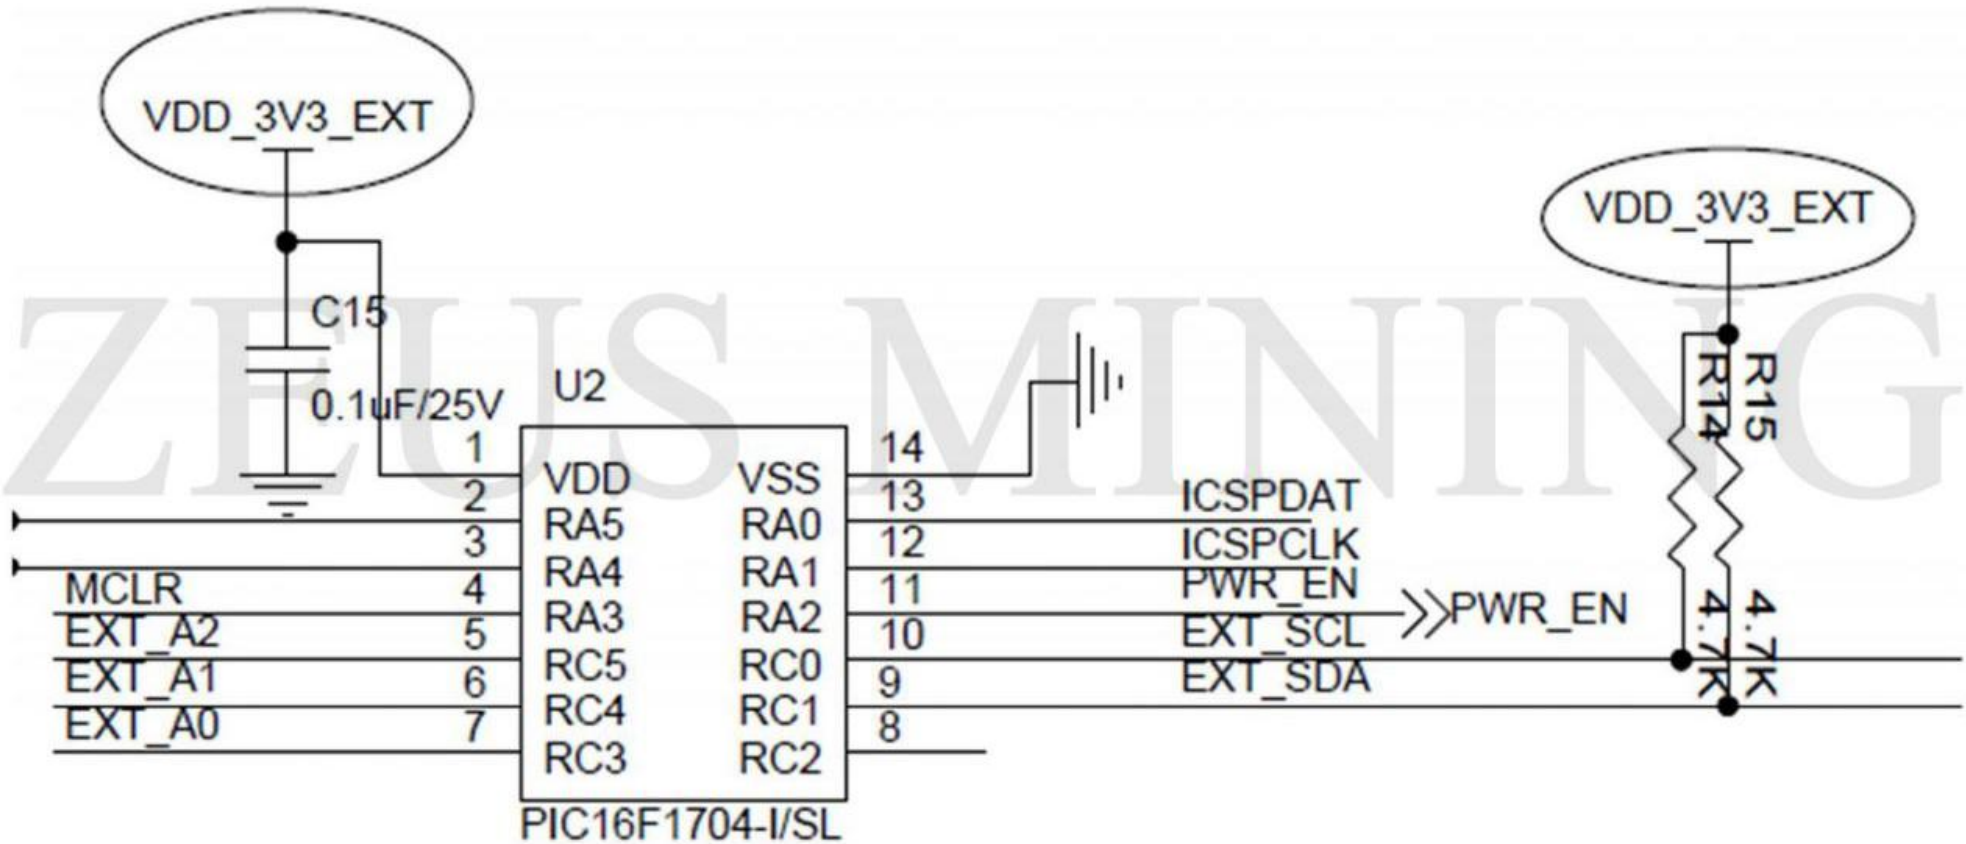 VDD_3V3_EXT
VDD_3V3_EXT
ZEUS MINING
C15
0.1uF/25V
R14
R15
4.7K
4.7K
U2
1
VDD
VSS
14
2
RA5
RA0
13
ICSPDAT
3
RA4
RA1
12
ICSPCLK
MCLR
4
RA3
RA2
11
PWR_EN
PWR_EN
EXT_A2
5
RC5
RC0
10
EXT_SCL
EXT_A1
6
RC4
RC1
9
EXT_SDA
EXT_A0
7
RC3
RC2
8
PIC16F1704-I/SL